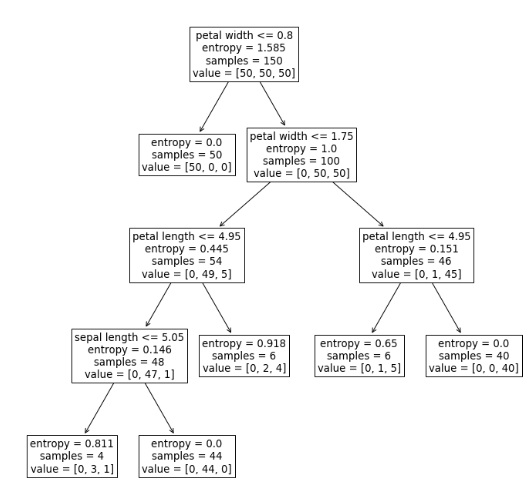 petal width <= 0.8
entropy = 1.585
samples = 150
value = [50, 50, 50]
entropy = 0.0
samples = 50
value = [50, 0, 0]
petal width <= 1.75
entropy = 1.0
samples = 100
value = [0, 50, 50]
petal length <= 4.95
entropy = 0.445
samples = 54
value = [0, 49, 5]
petal length <= 4.95
entropy = 0.151
samples = 46
value = [0, 1, 45]
sepal length <= 5.05
entropy = 0.146
samples = 48
value = [0, 47, 1]
entropy = 0.918
samples = 6
value = [0, 2, 4]
entropy = 0.65
samples = 6
value = [0, 1, 5]
entropy = 0.0
samples = 40
value = [0, 0, 40]
entropy = 0.811
samples = 4
value = [0, 3, 1]
entropy = 0.0
samples = 44
value = [0, 44, 0]